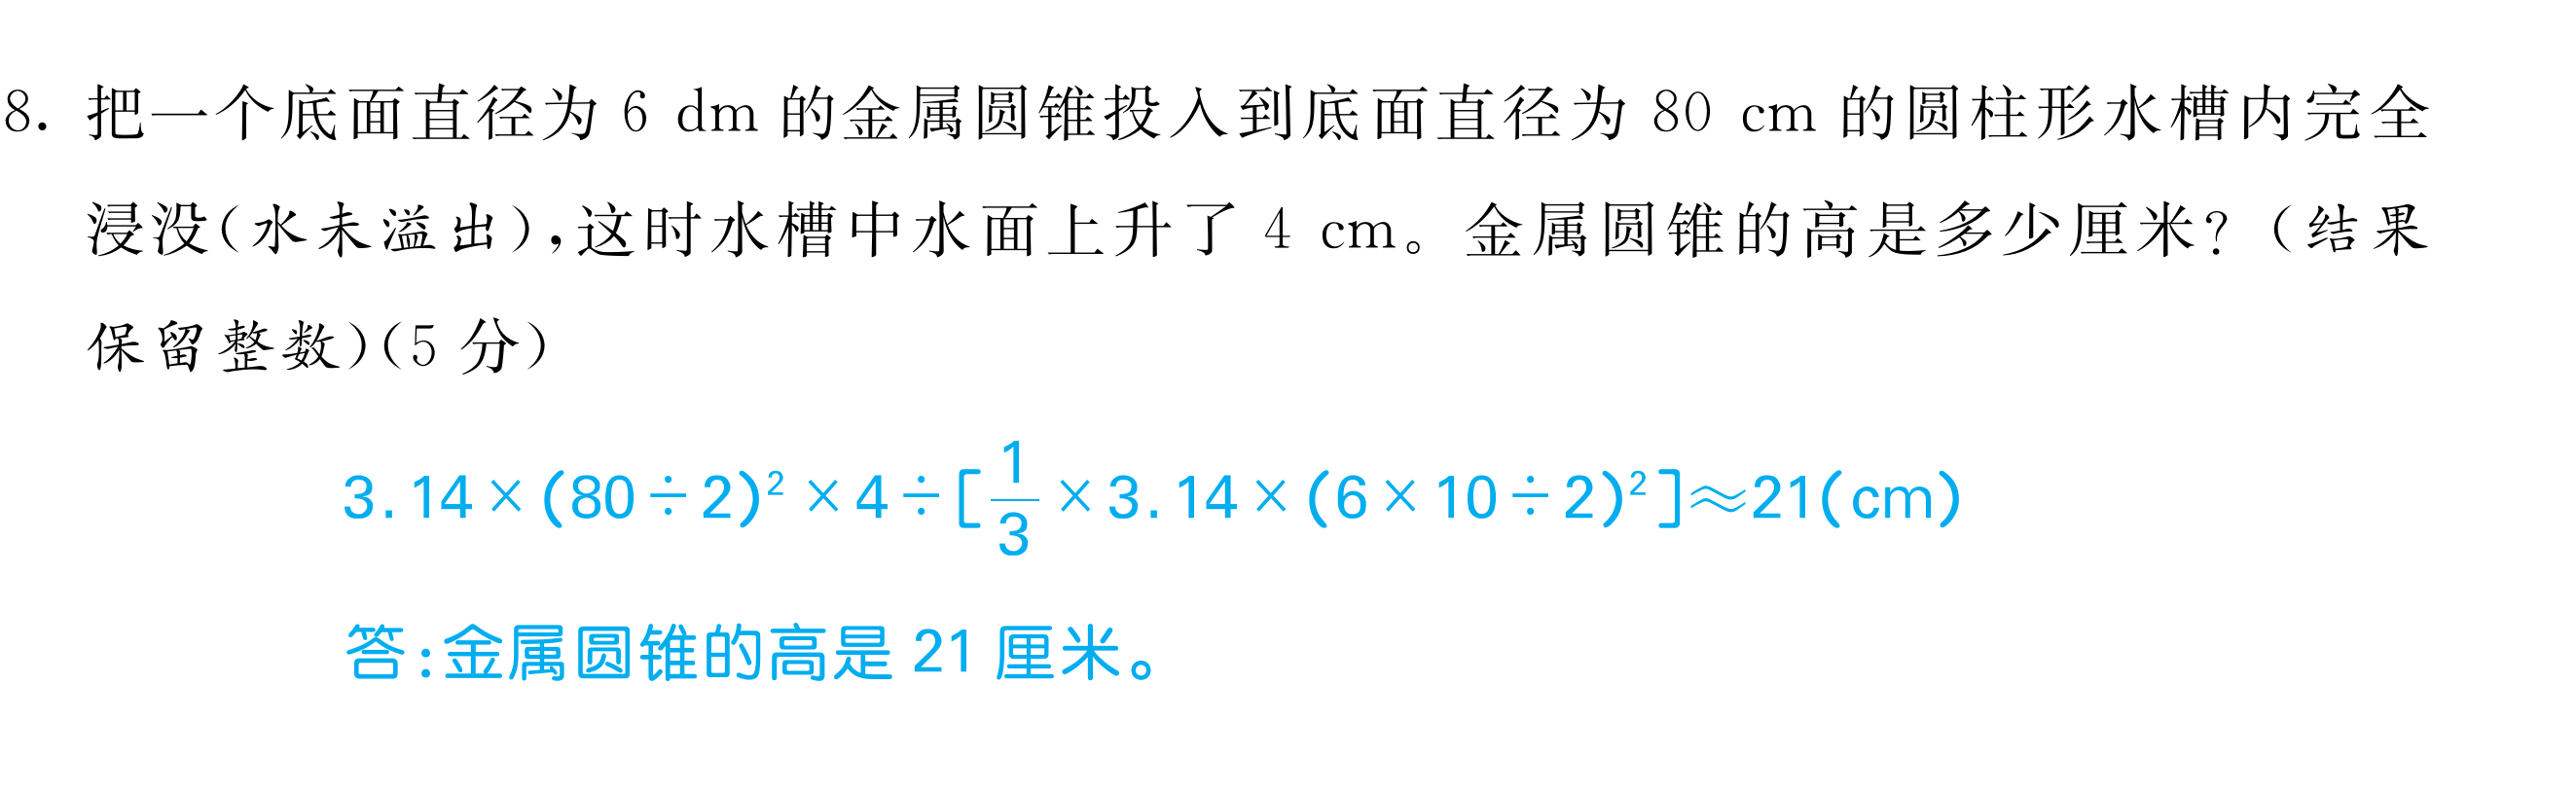 8. 把一个底面直径为 6 dm 的金属圆锥投入到底面直径为 80 cm 的圆柱形水槽内完全
浸没(水未溢出),这时水槽中水面上升了 4 cm。金属圆锥的高是多少厘米?(结果
保留整数)(5 分)
3.14×(80÷2)²×4÷[1/3×3.14×(6×10÷2)²]≈21(cm)
答:金属圆锥的高是 21 厘米。